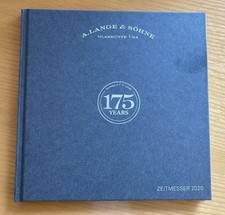 A. LANGE & SÖHNE
GLASHÜTTE I/SA
175
YEARS
ZEITMESSER 2020